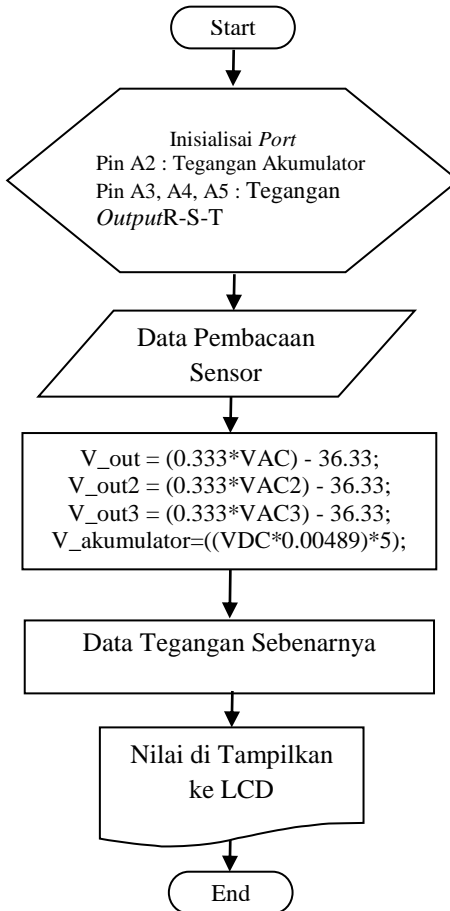 Start
Inisialisai Port
Pin A2 : Tegangan Akumulator
Pin A3, A4, A5 : Tegangan
OutputR-S-T
Data Pembacaan
Sensor
V_out = (0.333*VAC) - 36.33;
V_out2 = (0.333*VAC2) - 36.33;
V_out3 = (0.333*VAC3) - 36.33;
V_akumulator=((VDC*0.00489)*5);
Data Tegangan Sebenarnya
Nilai di Tampilkan
ke LCD
End